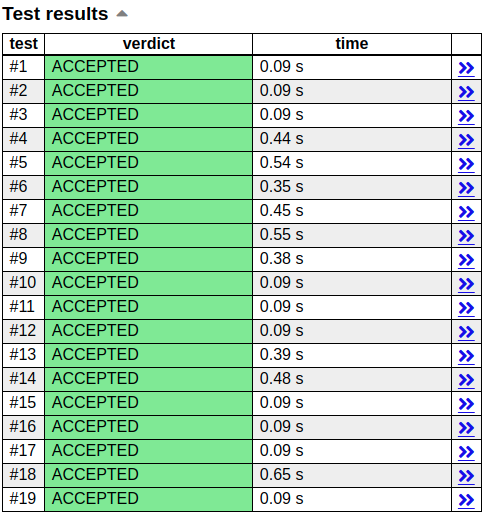 Test results
test verdict time
#1 ACCEPTED 0.09 s
#2 ACCEPTED 0.09 s
#3 ACCEPTED 0.09 s
#4 ACCEPTED 0.44 s
#5 ACCEPTED 0.54 s
#6 ACCEPTED 0.35 s
#7 ACCEPTED 0.45 s
#8 ACCEPTED 0.55 s
#9 ACCEPTED 0.38 s
#10 ACCEPTED 0.09 s
#11 ACCEPTED 0.09 s
#12 ACCEPTED 0.09 s
#13 ACCEPTED 0.39 s
#14 ACCEPTED 0.48 s
#15 ACCEPTED 0.09 s
#16 ACCEPTED 0.09 s
#17 ACCEPTED 0.09 s
#18 ACCEPTED 0.65 s
#19 ACCEPTED 0.09 s